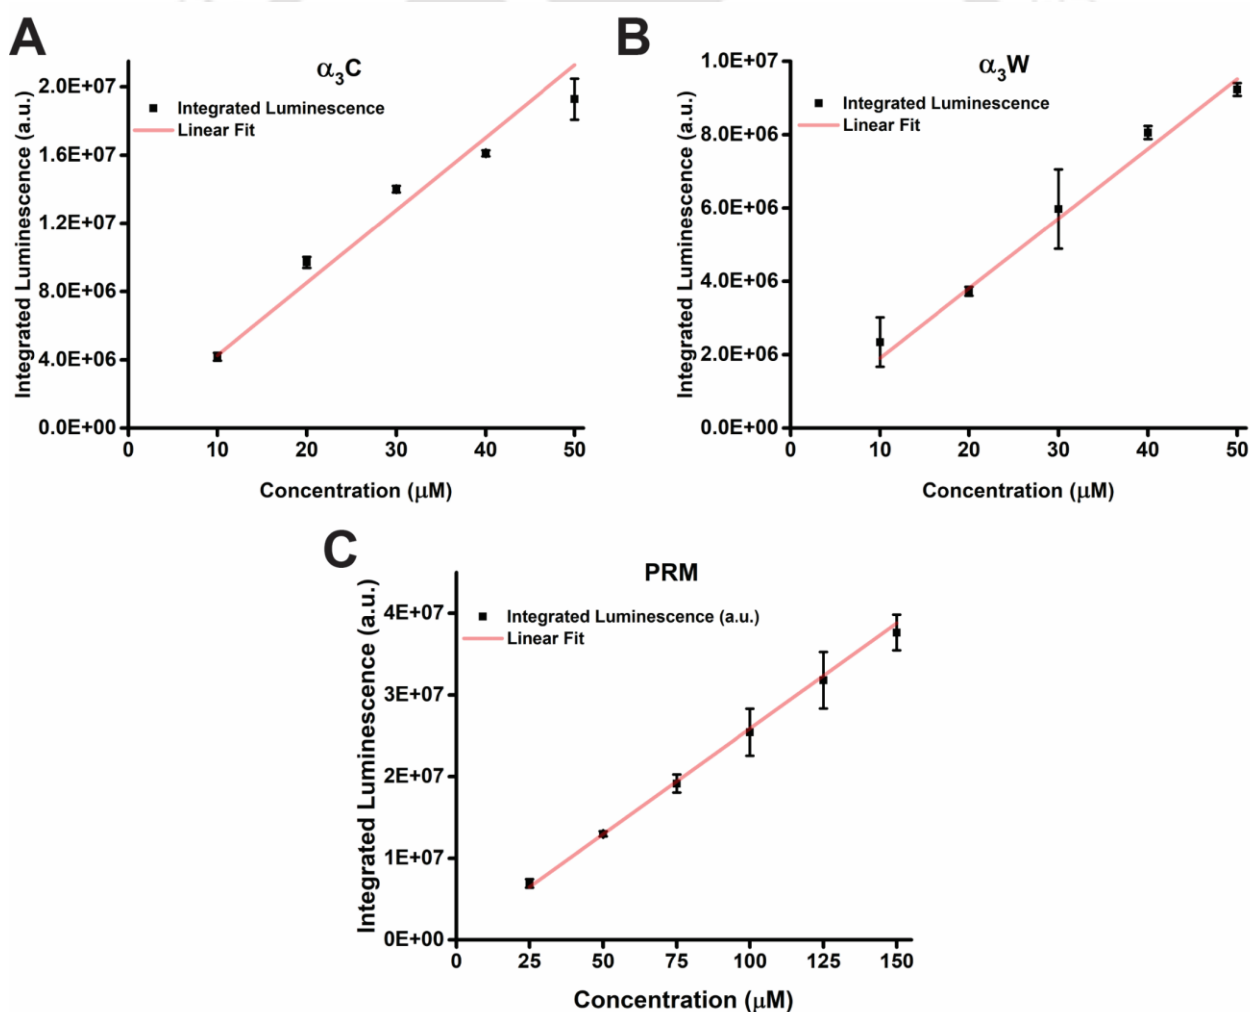 A
α₃C
Integrated Luminescence
Linear Fit
Integrated Luminescence (a.u.)
2.0E+07
1.6E+07
1.2E+07
8.0E+06
4.0E+06
0.0E+00
0 10 20 30 40 50
Concentration (μM)
B
α₃W
Integrated Luminescence
Linear Fit
Integrated Luminescence (a.u.)
1.0E+07
8.0E+06
6.0E+06
4.0E+06
2.0E+06
0.0E+00
0 10 20 30 40 50
Concentration (μM)
C
PRM
Integrated Luminescence (a.u.)
Linear Fit
Integrated Luminescence (a.u.)
4E+07
3E+07
2E+07
1E+07
0E+00
0 25 50 75 100 125 150
Concentration (μM)